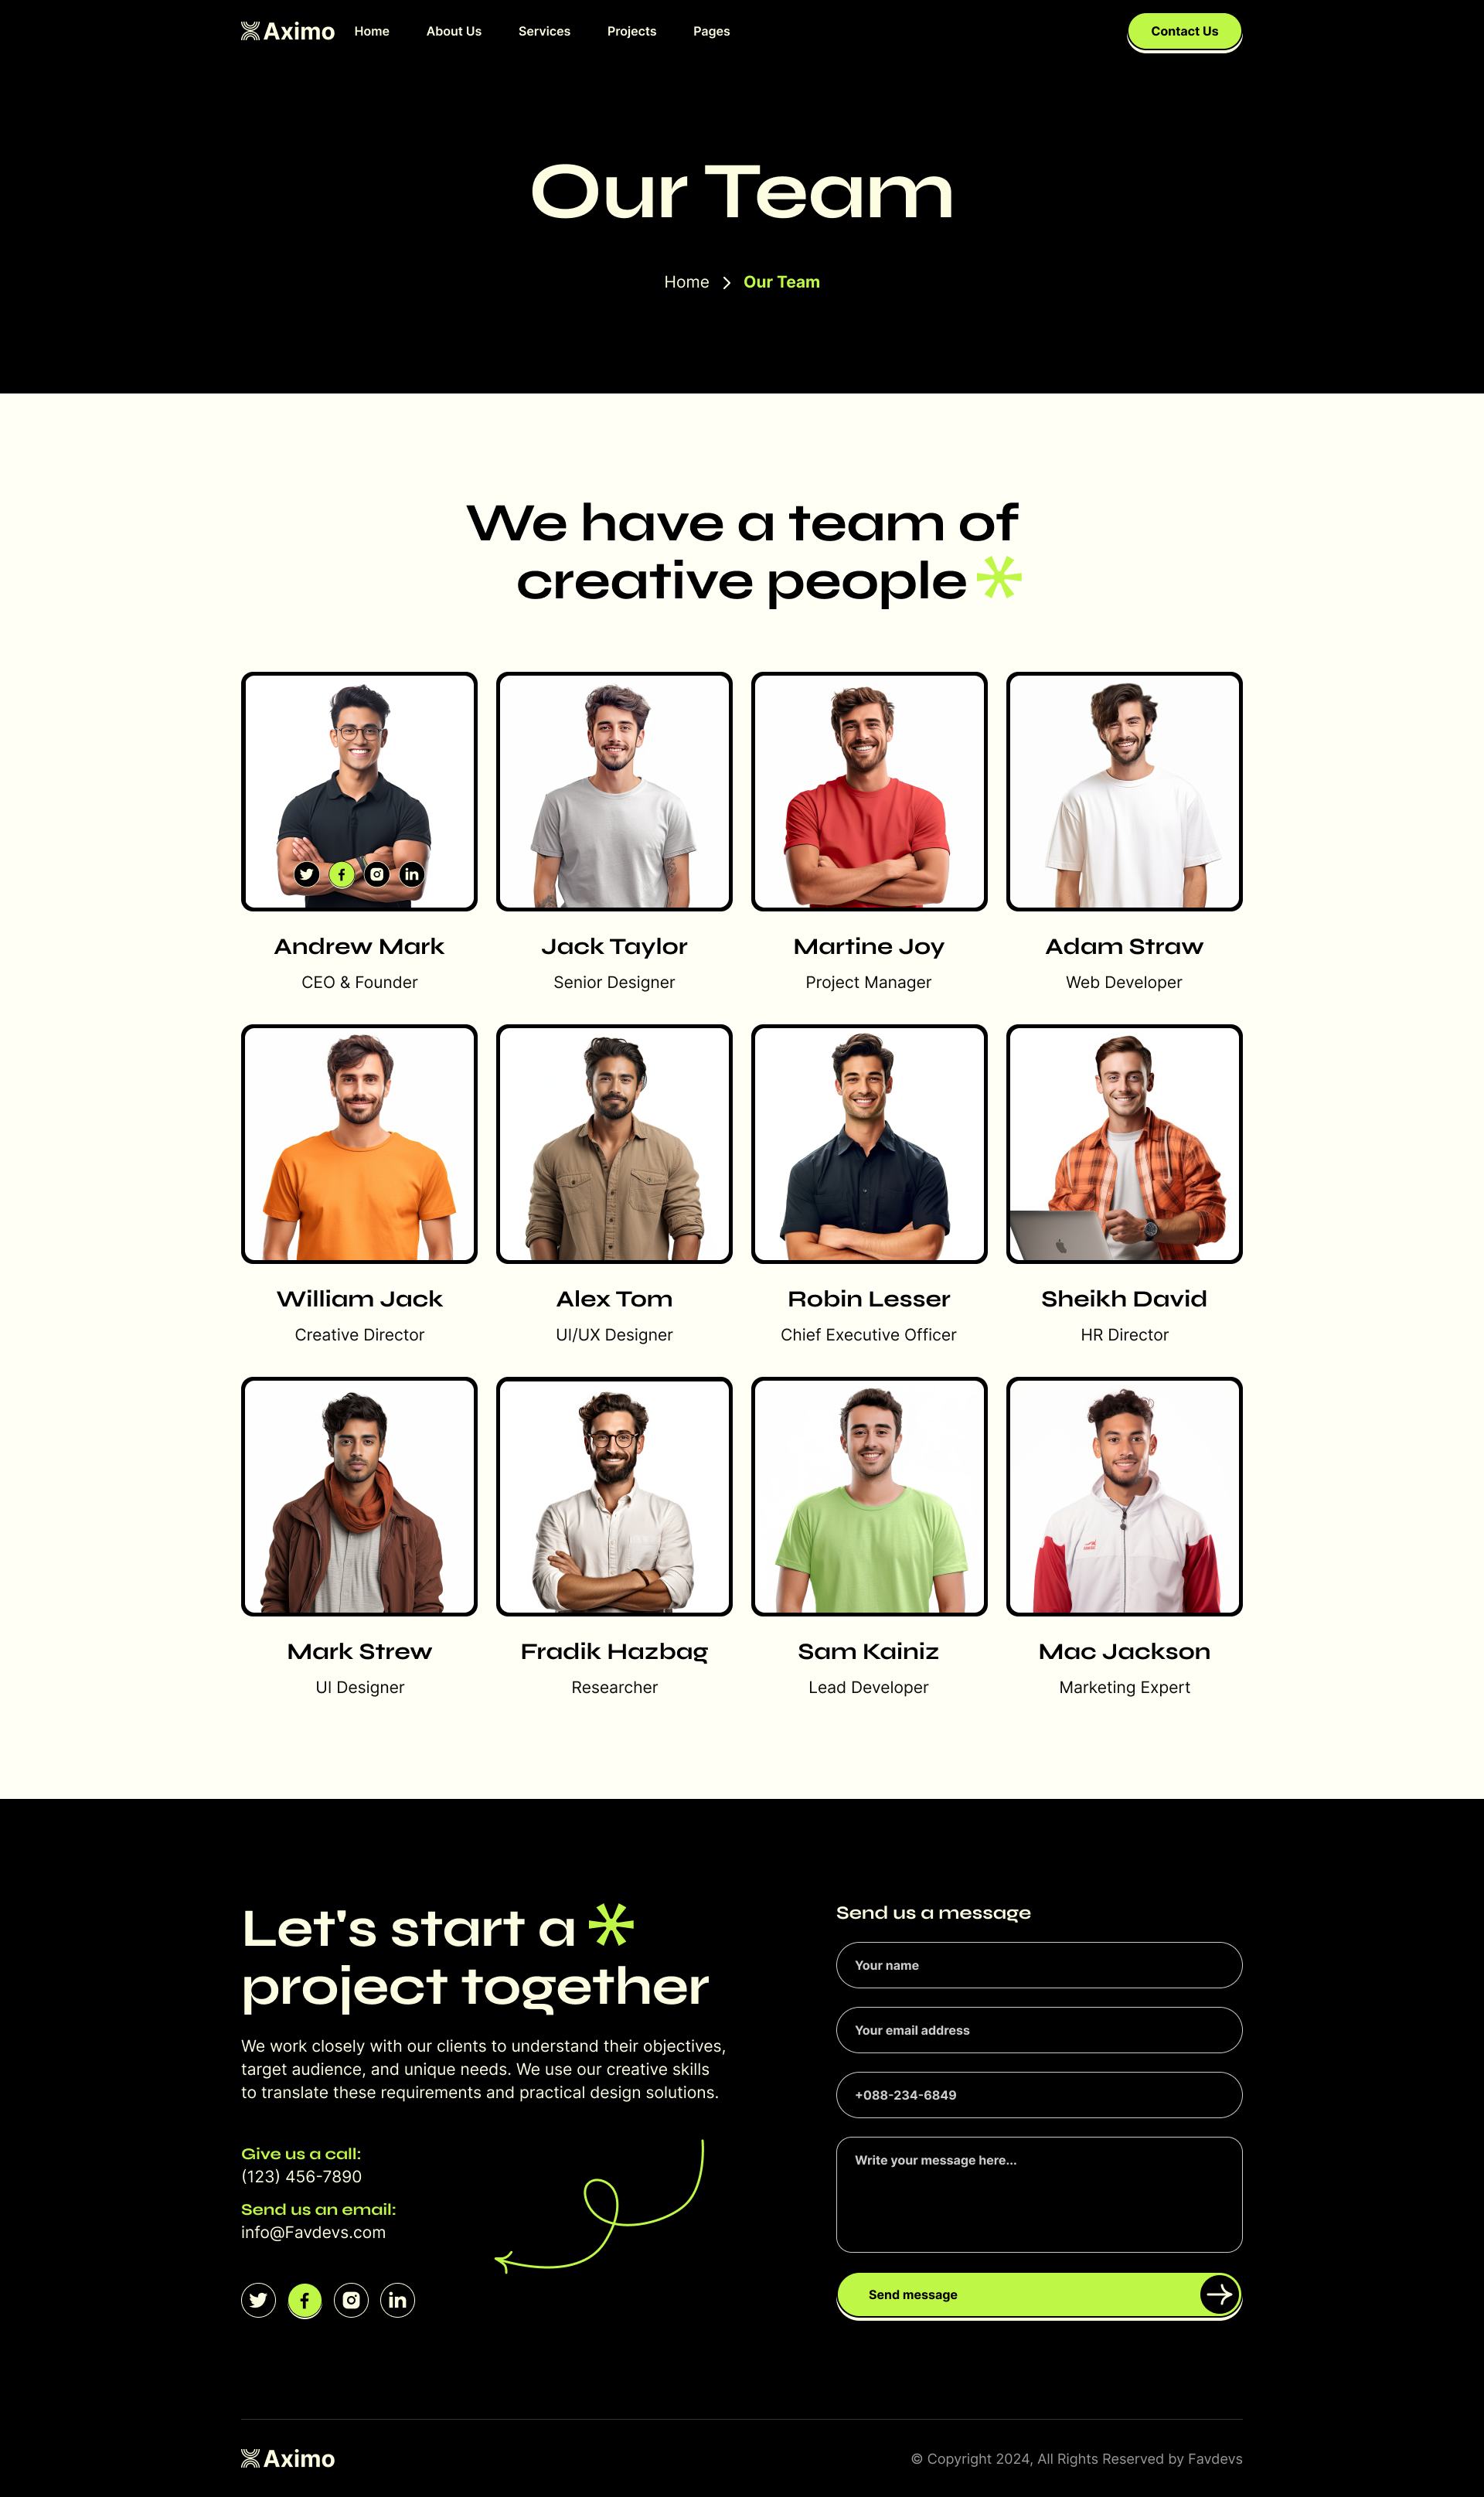 Aximo
Home
About Us
Services
Projects
Pages
Contact Us
Our Team
Home
Our Team
We have a team of
creative people
Andrew Mark
CEO & Founder
Jack Taylor
Senior Designer
Martine Joy
Project Manager
Adam Straw
Web Developer
William Jack
Creative Director
Alex Tom
UI/UX Designer
Robin Lesser
Chief Executive Officer
Sheikh David
HR Director
Mark Strew
UI Designer
Fradik Hazbag
Researcher
Sam Kainiz
Lead Developer
Mac Jackson
Marketing Expert
Let's start a
project together
We work closely with our clients to understand their objectives,
target audience, and unique needs. We use our creative skills
to translate these requirements and practical design solutions.
Give us a call:
(123) 456-7890
Send us an email:
info@Favdevs.com
Send us a message
Your name
Your email address
+088-234-6849
Write your message here...
Send message
Aximo
© Copyright 2024, All Rights Reserved by Favdevs